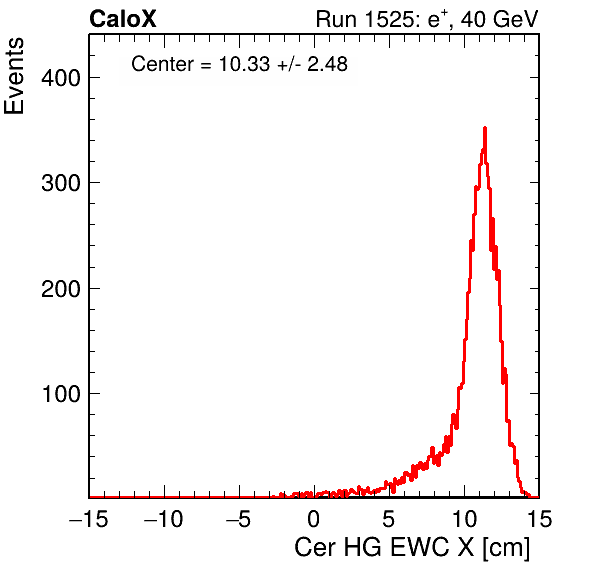 CaloX Run 1525: e⁺, 40 GeV
Center = 10.33 +/- 2.48
Events
400
300
200
100
−15 −10 −5 0 5 10 15
Cer HG EWC X [cm]